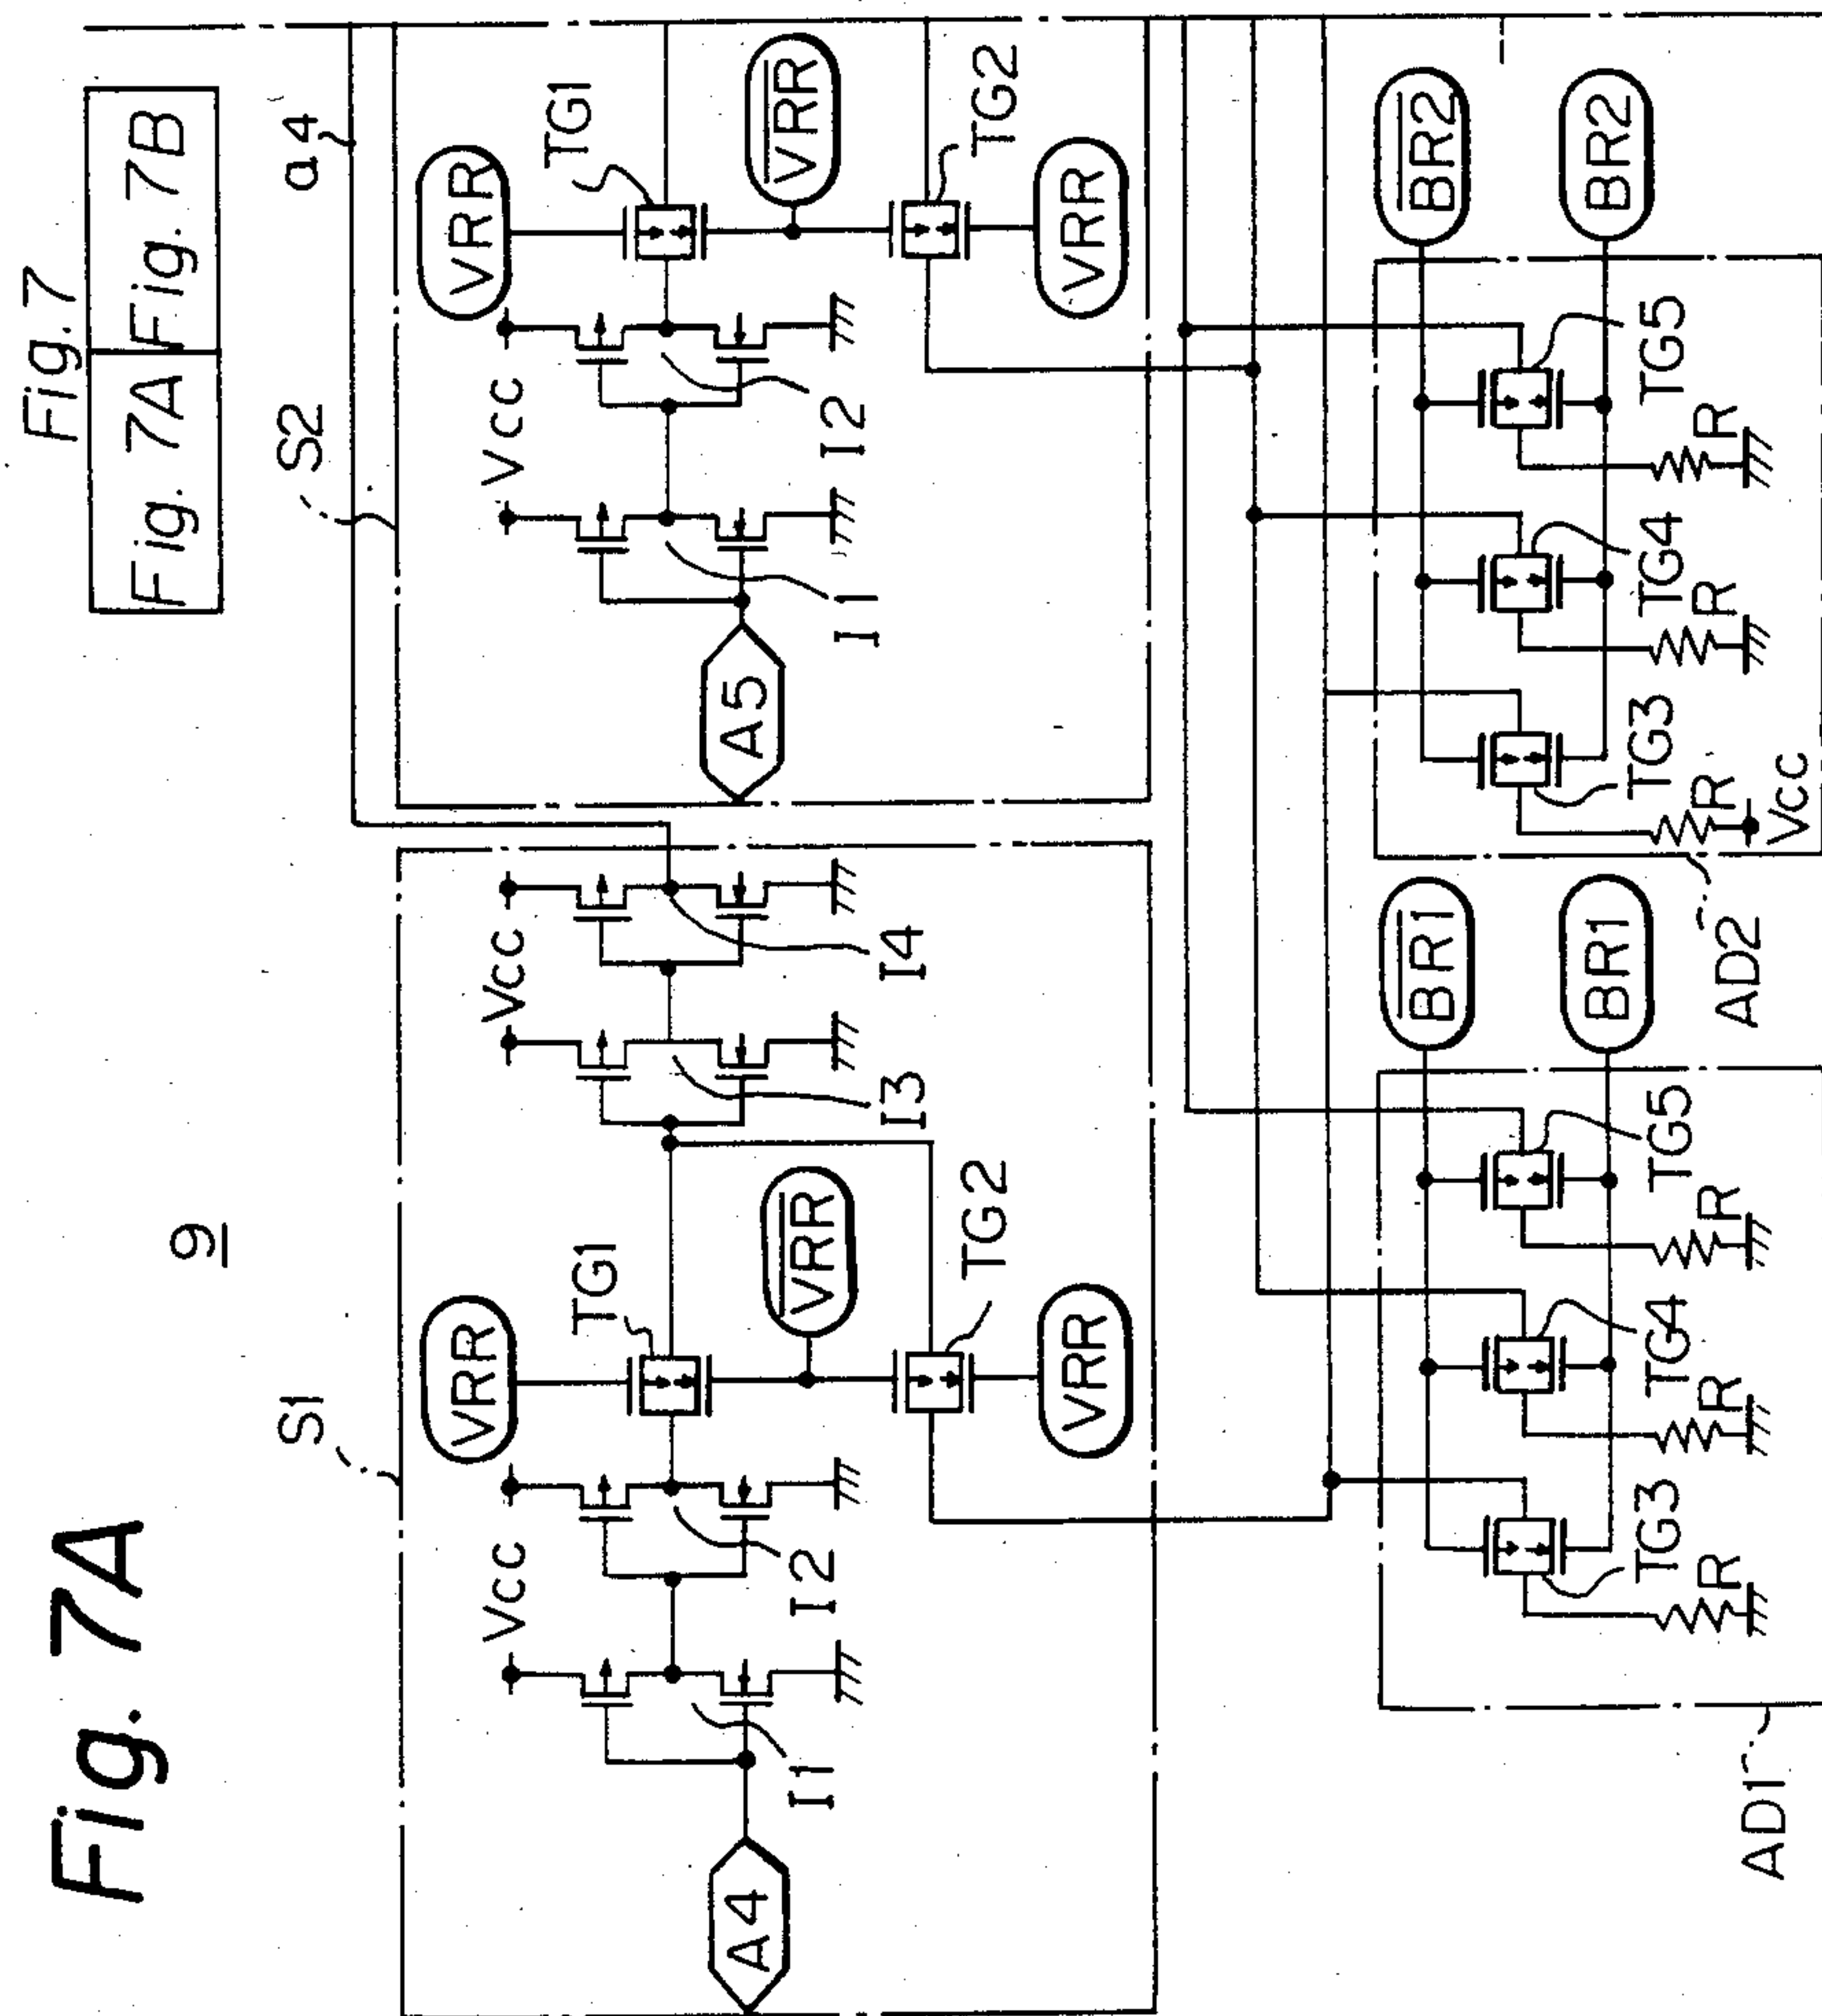 Fig. 7A
Fig. 7
Fig. 7A
Fig. 7B
9
S1
S2
a4
VRR
TG1
VRR
TG1
Vcc
Vcc
Vcc
VRR
VRR
A4
I1
I2
I3
I4
A5
I1
I2
TG2
TG2
VRR
VRR
BR1
BR2
BR1
BR2
TG3
TG4
TG5
TG3
TG4
TG5
R
R
R
R
R
R
Vcc
AD1
AD2